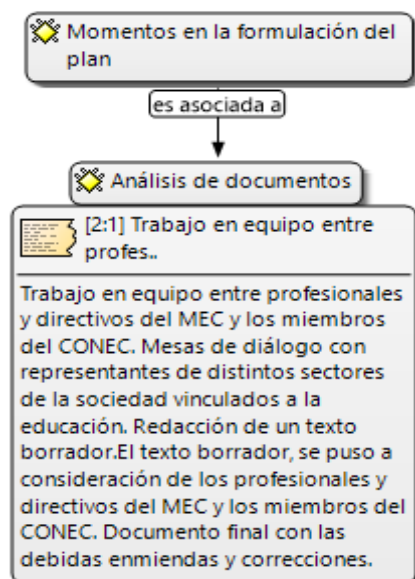 Momentos en la formulación del
plan
es asociada a
Análisis de documentos
[2:1] Trabajo en equipo entre
profes..
Trabajo en equipo entre profesionales
y directivos del MEC y los miembros
del CONEC. Mesas de diálogo con
representantes de distintos sectores
de la sociedad vinculados a la
educación. Redacción de un texto
borrador.El texto borrador, se puso a
consideración de los profesionales y
directivos del MEC y los miembros del
CONEC. Documento final con las
debidas enmiendas y correcciones.